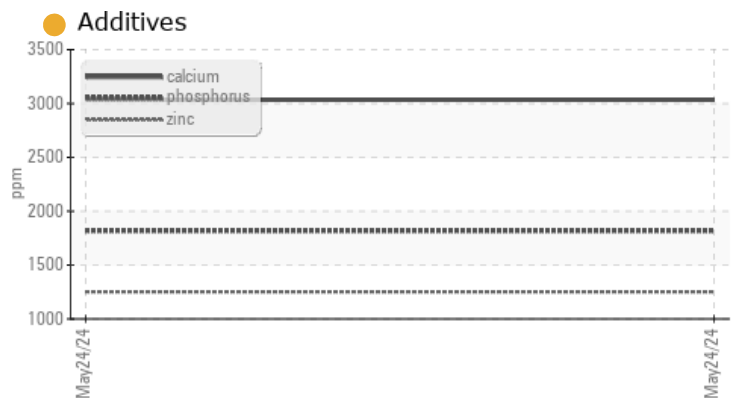 Additives
3500
3000
2500
2000
1500
1000
ppm
calcium
phosphorus
zinc
May24/24
May24/24